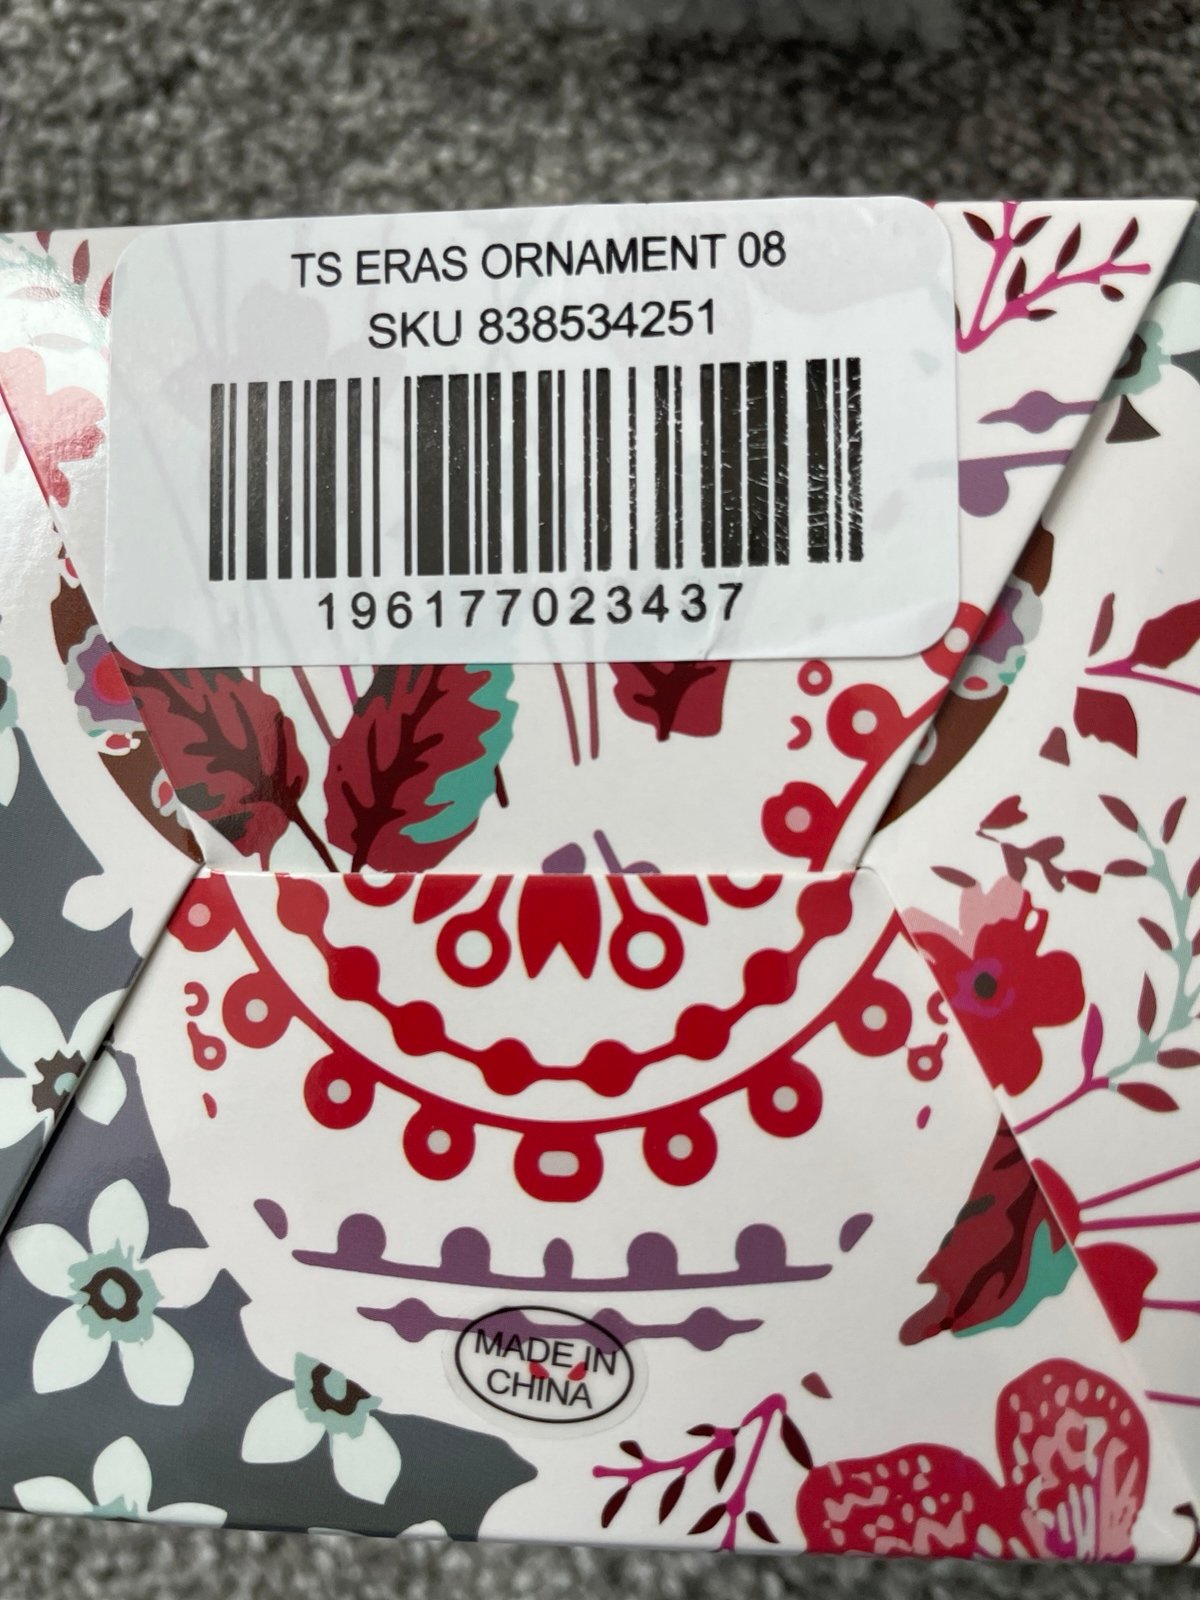 TS ERAS ORNAMENT 08
SKU 838534251
196177023437
MADE IN
CHINA